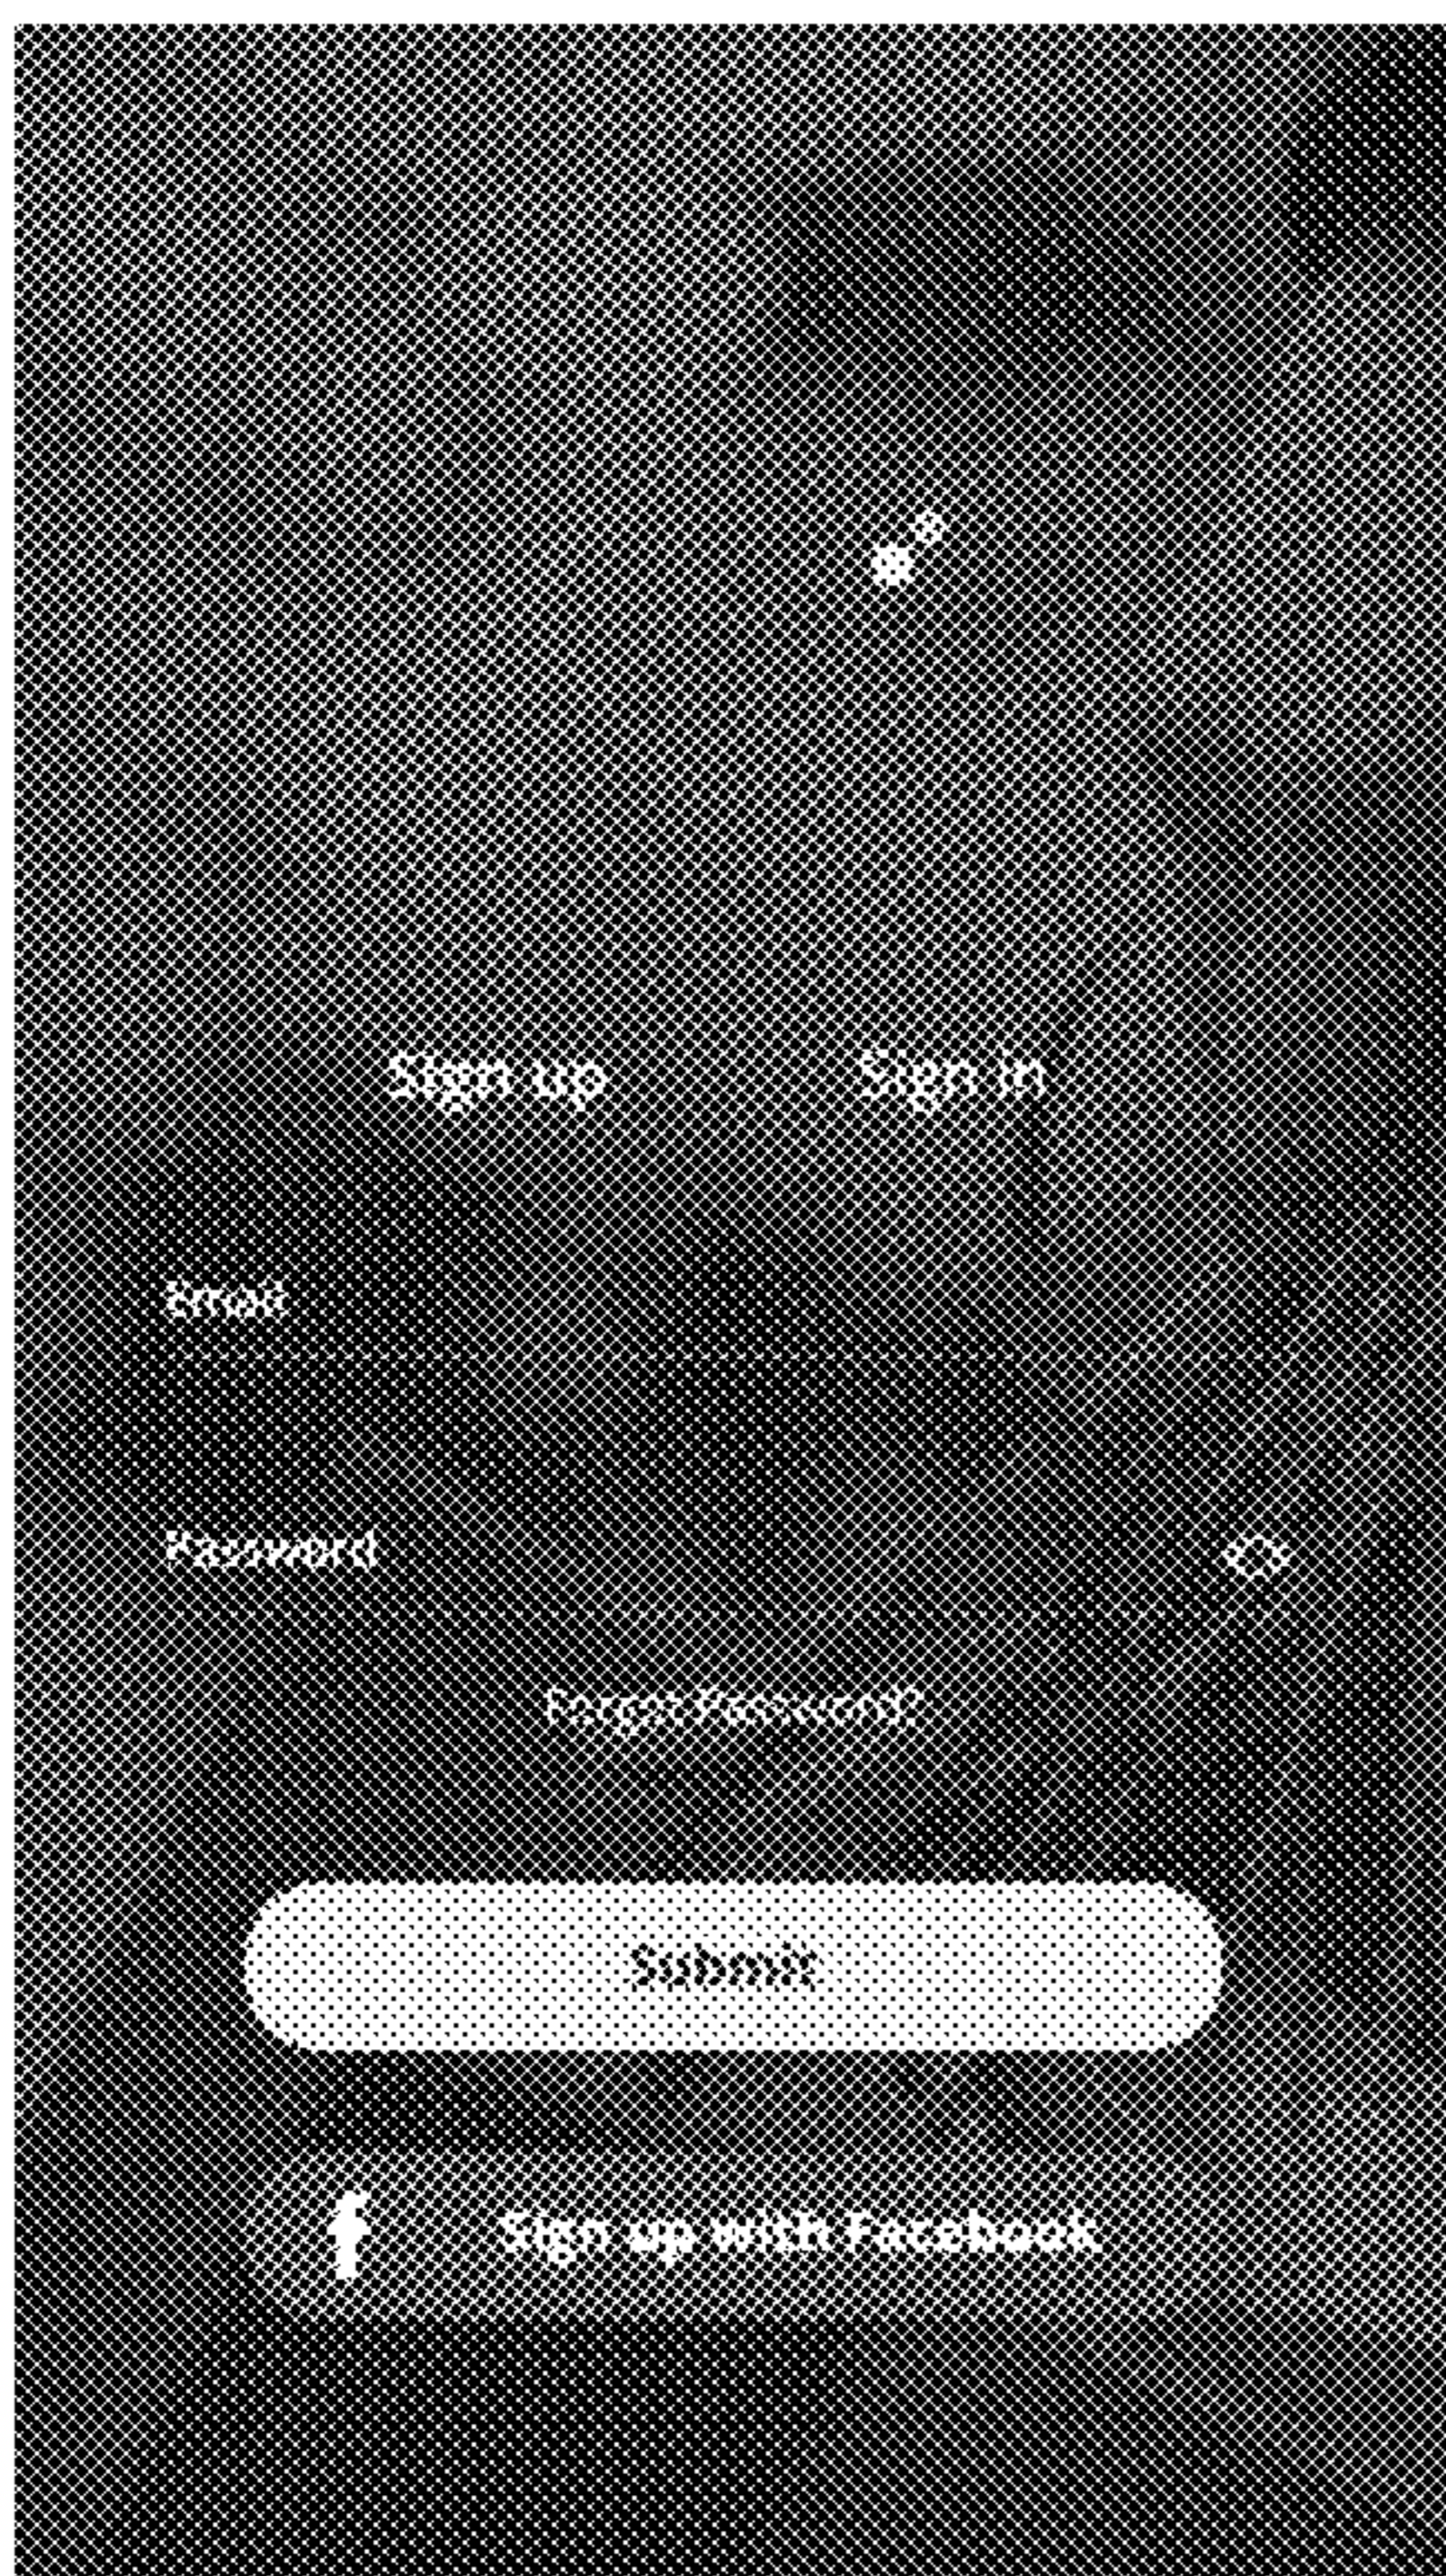 Sign up Sign in
Email
Password
Forgot Password?
Submit
f Sign up with Facebook